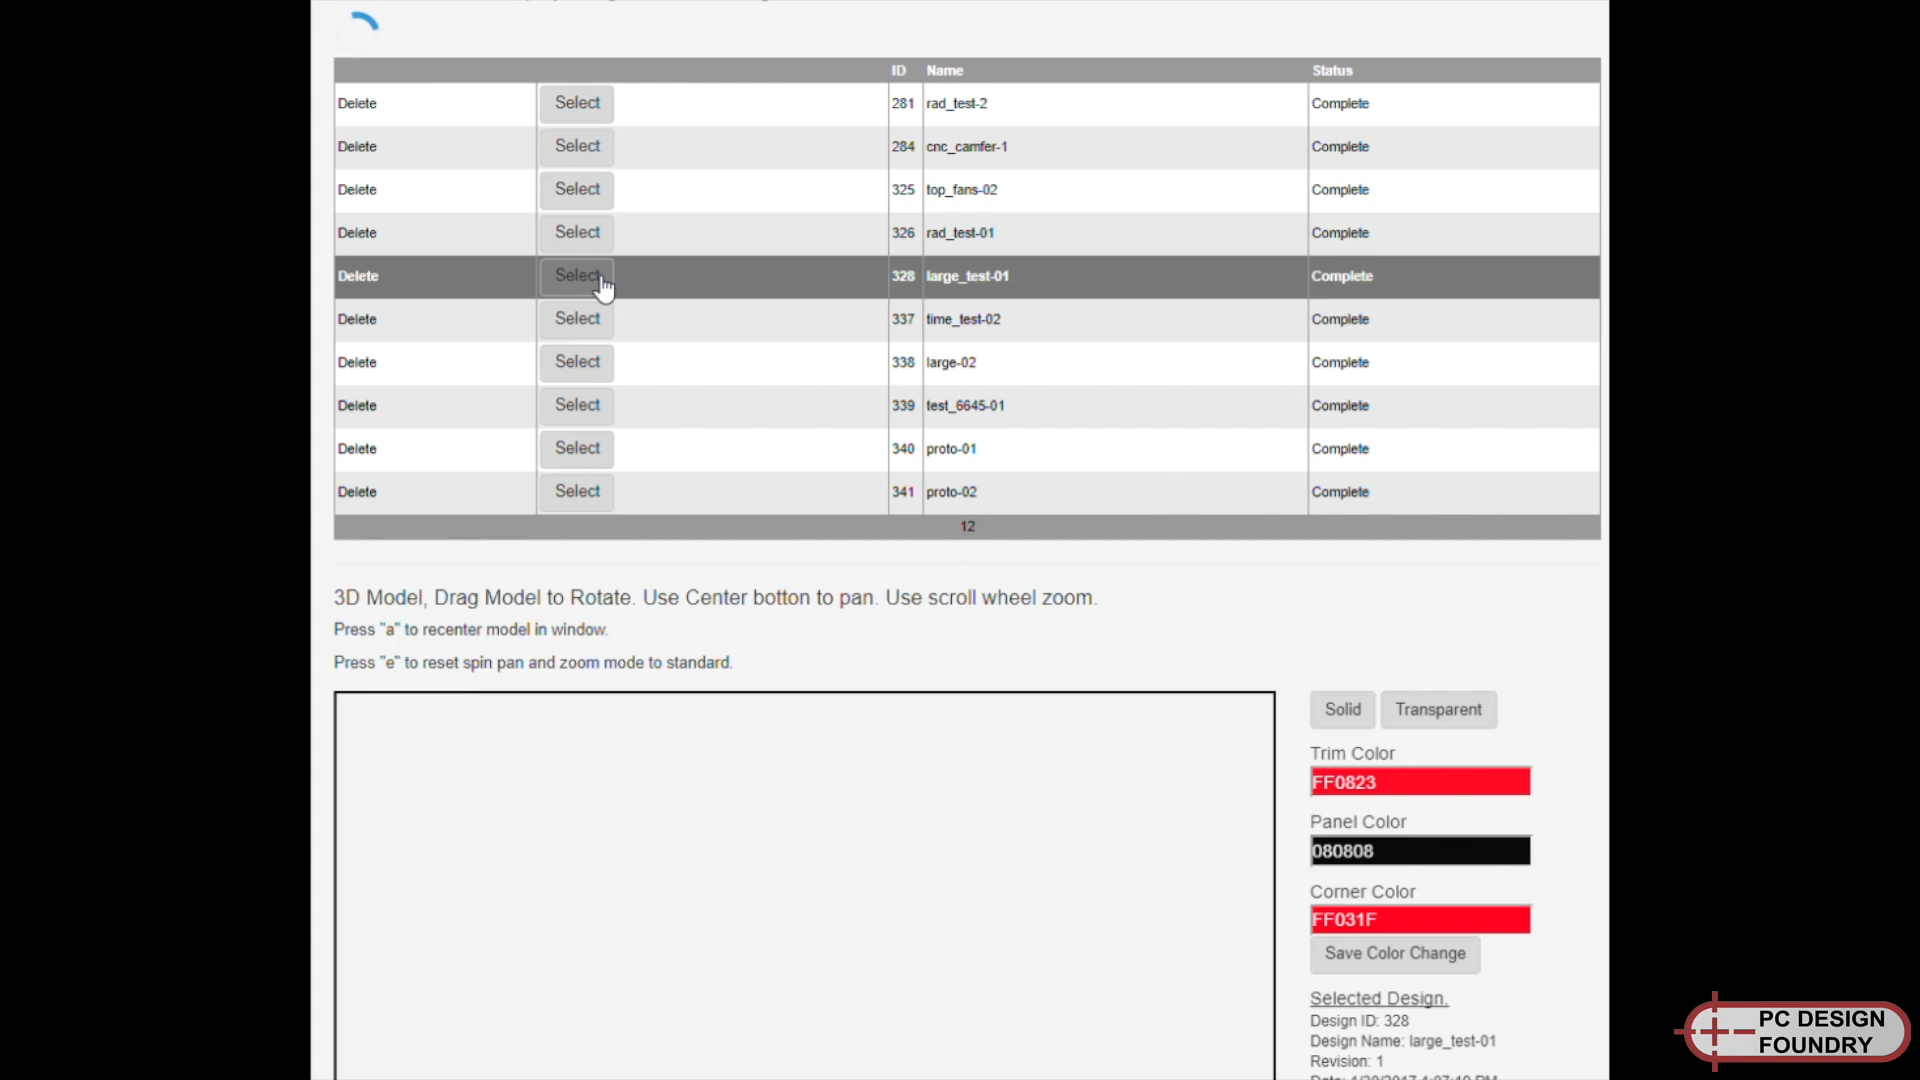 ID Name Status
Delete Select 281 rad_test-2 Complete
Delete Select 284 cnc_camfer-1 Complete
Delete Select 325 top_fans-02 Complete
Delete Select 326 rad_test-01 Complete
Delete Select 328 large_test-01 Complete
Delete Select 337 time_test-02 Complete
Delete Select 338 large-02 Complete
Delete Select 339 test_6645-01 Complete
Delete Select 340 proto-01 Complete
Delete Select 341 proto-02 Complete
12
3D Model, Drag Model to Rotate. Use Center botton to pan. Use scroll wheel zoom.
Press "a" to recenter model in window.
Press "e" to reset spin pan and zoom mode to standard.
Solid Transparent
Trim Color
FF0823
Panel Color
080808
Corner Color
FF031F
Save Color Change
Selected Design.
Design ID: 328
Design Name: large_test-01
Revision: 1
PC DESIGN
FOUNDRY